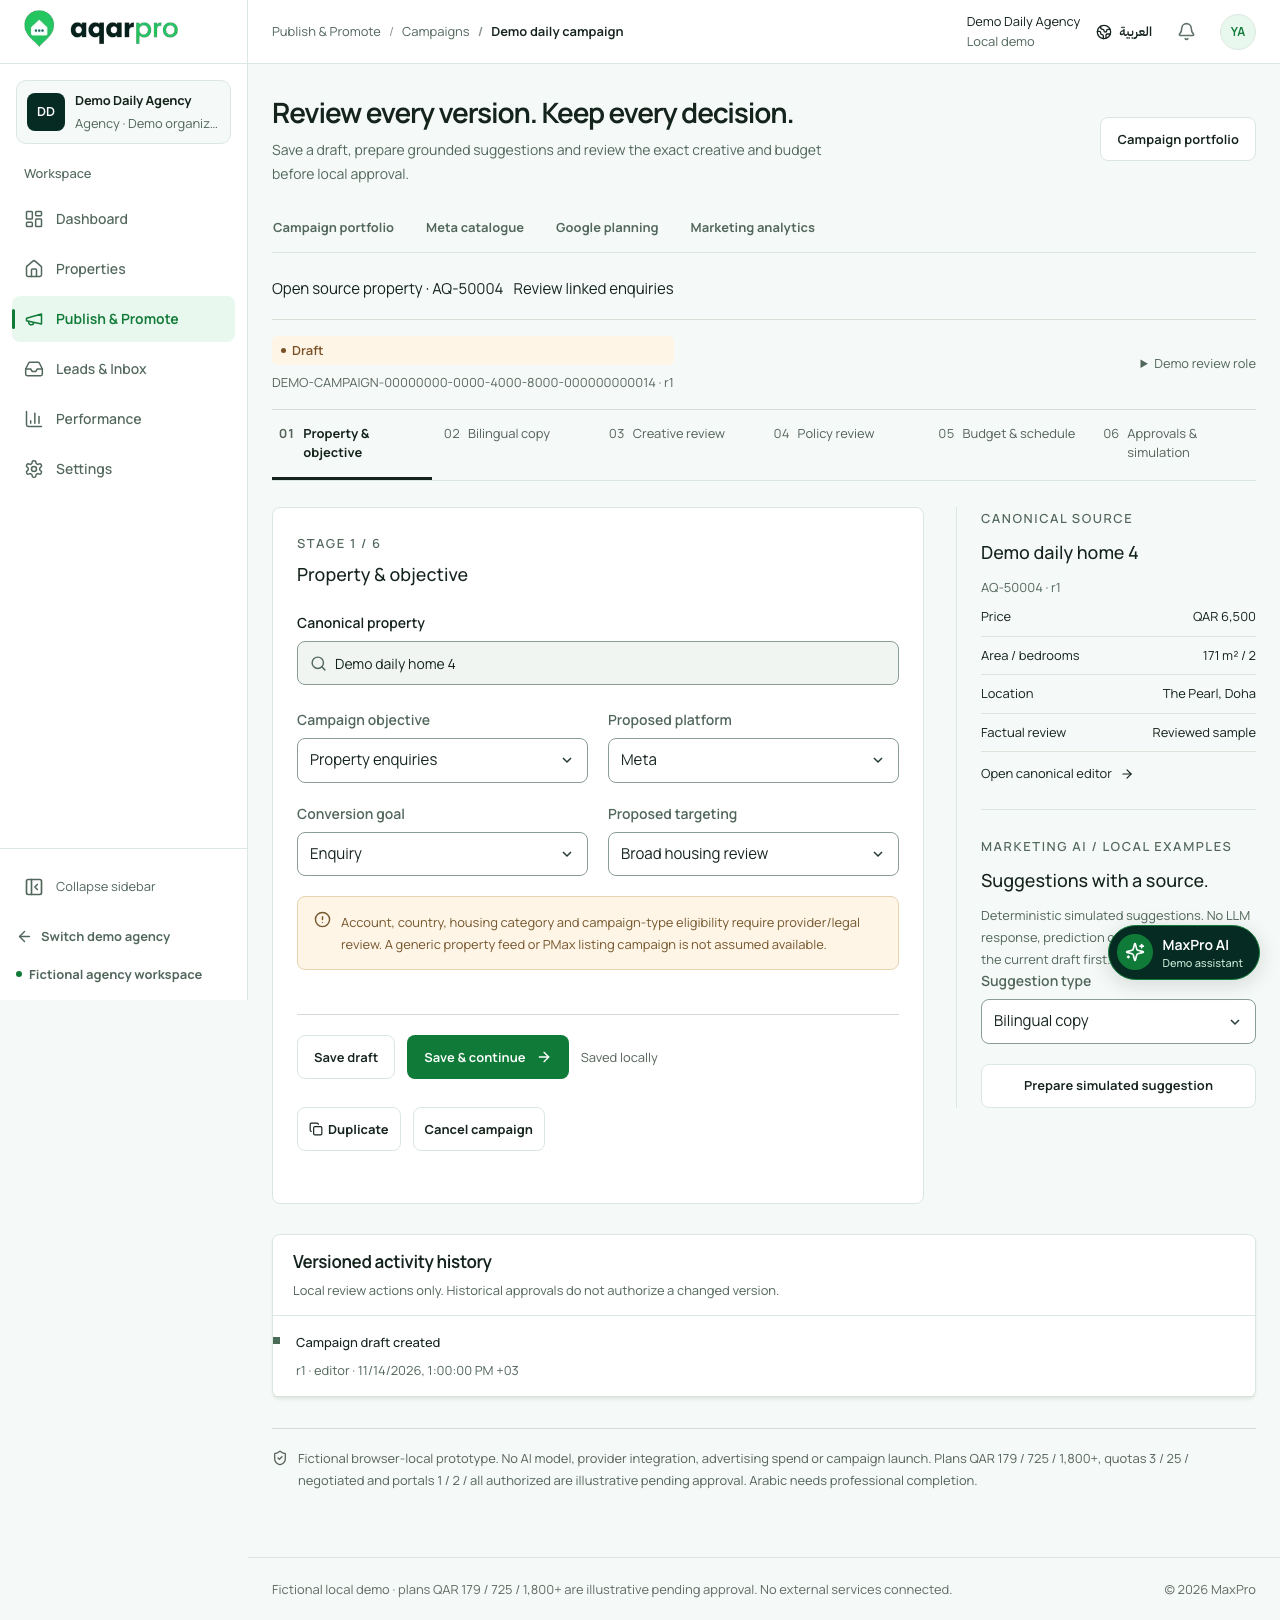 aqarpro
Publish & Promote / Campaigns / Demo daily campaign
Demo Daily Agency
Local demo
العربية
YA
DD
Demo Daily Agency
Agency · Demo organiz...
Workspace
Dashboard
Properties
Publish & Promote
Leads & Inbox
Performance
Settings
Collapse sidebar
Switch demo agency
Fictional agency workspace
Review every version. Keep every decision.
Save a draft, prepare grounded suggestions and review the exact creative and budget
before local approval.
Campaign portfolio
Campaign portfolio
Meta catalogue
Google planning
Marketing analytics
Open source property · AQ-50004 Review linked enquiries
Draft
DEMO-CAMPAIGN-00000000-0000-4000-8000-000000000014 · r1
Demo review role
01 Property &
objective
02 Bilingual copy
03 Creative review
04 Policy review
05 Budget & schedule
06 Approvals &
simulation
STAGE 1 / 6
Property & objective
Canonical property
Demo daily home 4
Campaign objective
Property enquiries
Proposed platform
Meta
Conversion goal
Enquiry
Proposed targeting
Broad housing review
Account, country, housing category and campaign-type eligibility require provider/legal
review. A generic property feed or PMax listing campaign is not assumed available.
Save draft
Save & continue
Saved locally
Duplicate
Cancel campaign
CANONICAL SOURCE
Demo daily home 4
AQ-50004 · r1
Price QAR 6,500
Area / bedrooms 171 m² / 2
Location The Pearl, Doha
Factual review Reviewed sample
Open canonical editor
MARKETING AI / LOCAL EXAMPLES
Suggestions with a source.
Deterministic simulated suggestions. No LLM
response, prediction
the current draft first.
MaxPro AI
Demo assistant
Suggestion type
Bilingual copy
Prepare simulated suggestion
Versioned activity history
Local review actions only. Historical approvals do not authorize a changed version.
Campaign draft created
r1 · editor · 11/14/2026, 1:00:00 PM +03
Fictional browser-local prototype. No AI model, provider integration, advertising spend or campaign launch. Plans QAR 179 / 725 / 1,800+, quotas 3 / 25 /
negotiated and portals 1 / 2 / all authorized are illustrative pending approval. Arabic needs professional completion.
Fictional local demo · plans QAR 179 / 725 / 1,800+ are illustrative pending approval. No external services connected.
© 2026 MaxPro